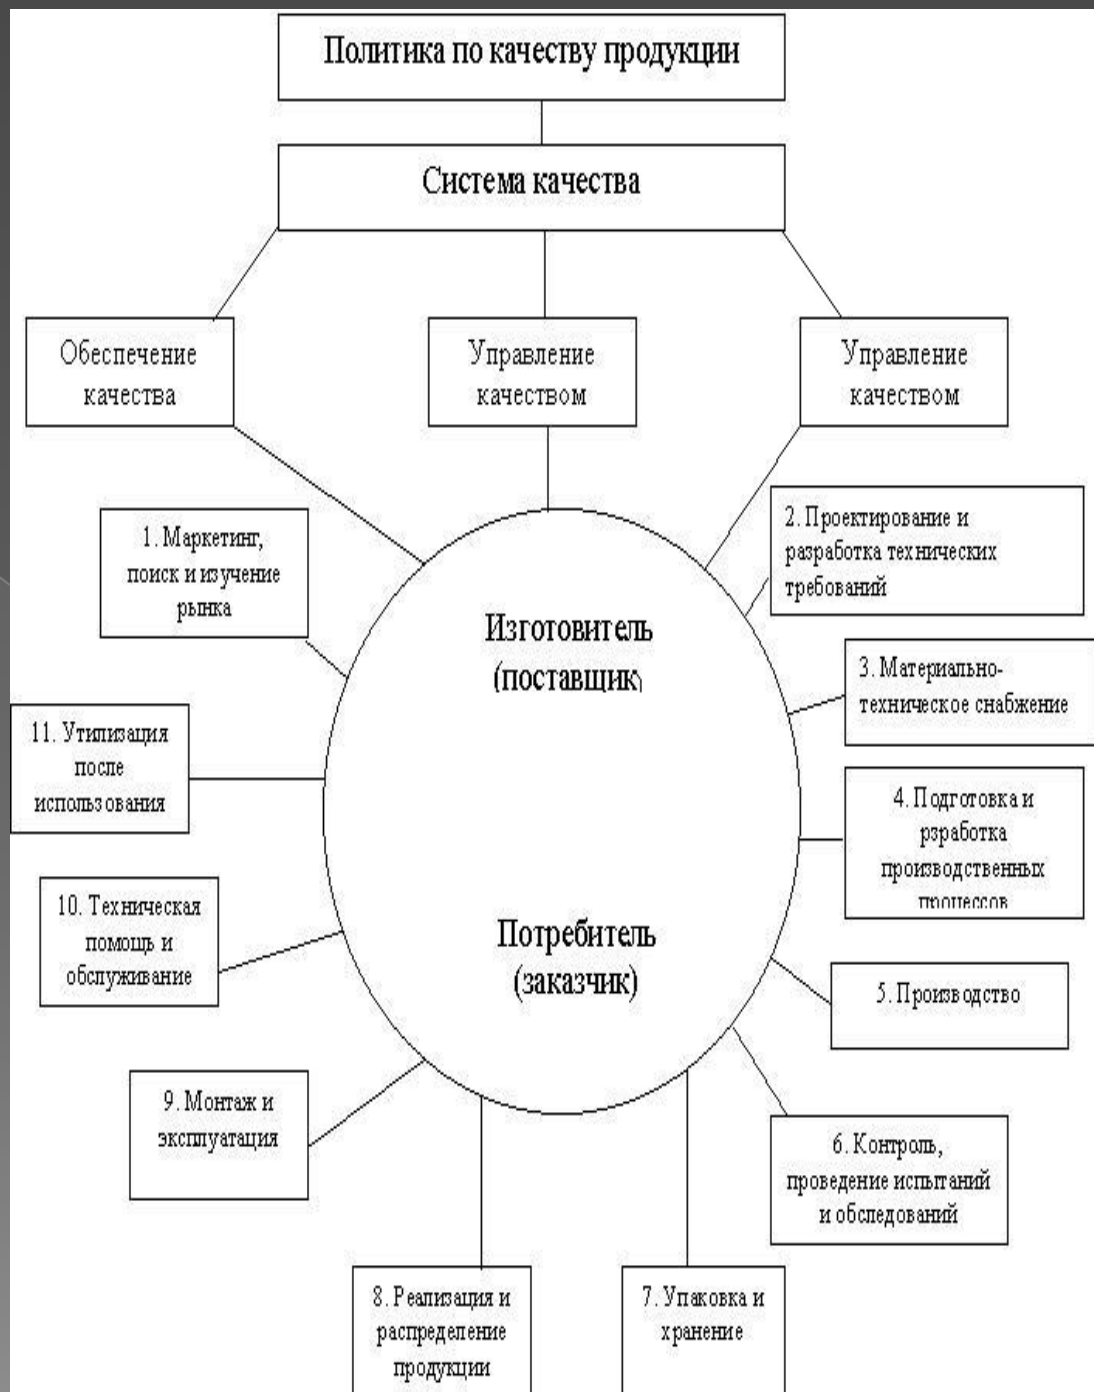 Политика по качеству продукции
Система качества
Обеспечение
качества
Управление
качеством
Управление
качеством
1. Маркетинг,
поиск и изучение
рынка
2. Проектирование и
разработка технических
требований
Изготовитель
(поставщик)
3. Материально-
техническое снабжение
11. Утилизация
после
использования
4. Подготовка и
рзработка
производственных
процессов
10. Техническая
помощь и
обслуживание
Потребитель
(заказчик)
5. Производство
9. Монтаж и
эксплуатация
6. Контроль,
проведение испытаний
и обследований
8. Реализация и
распределение
продукции
7. Упаковка и
хранение